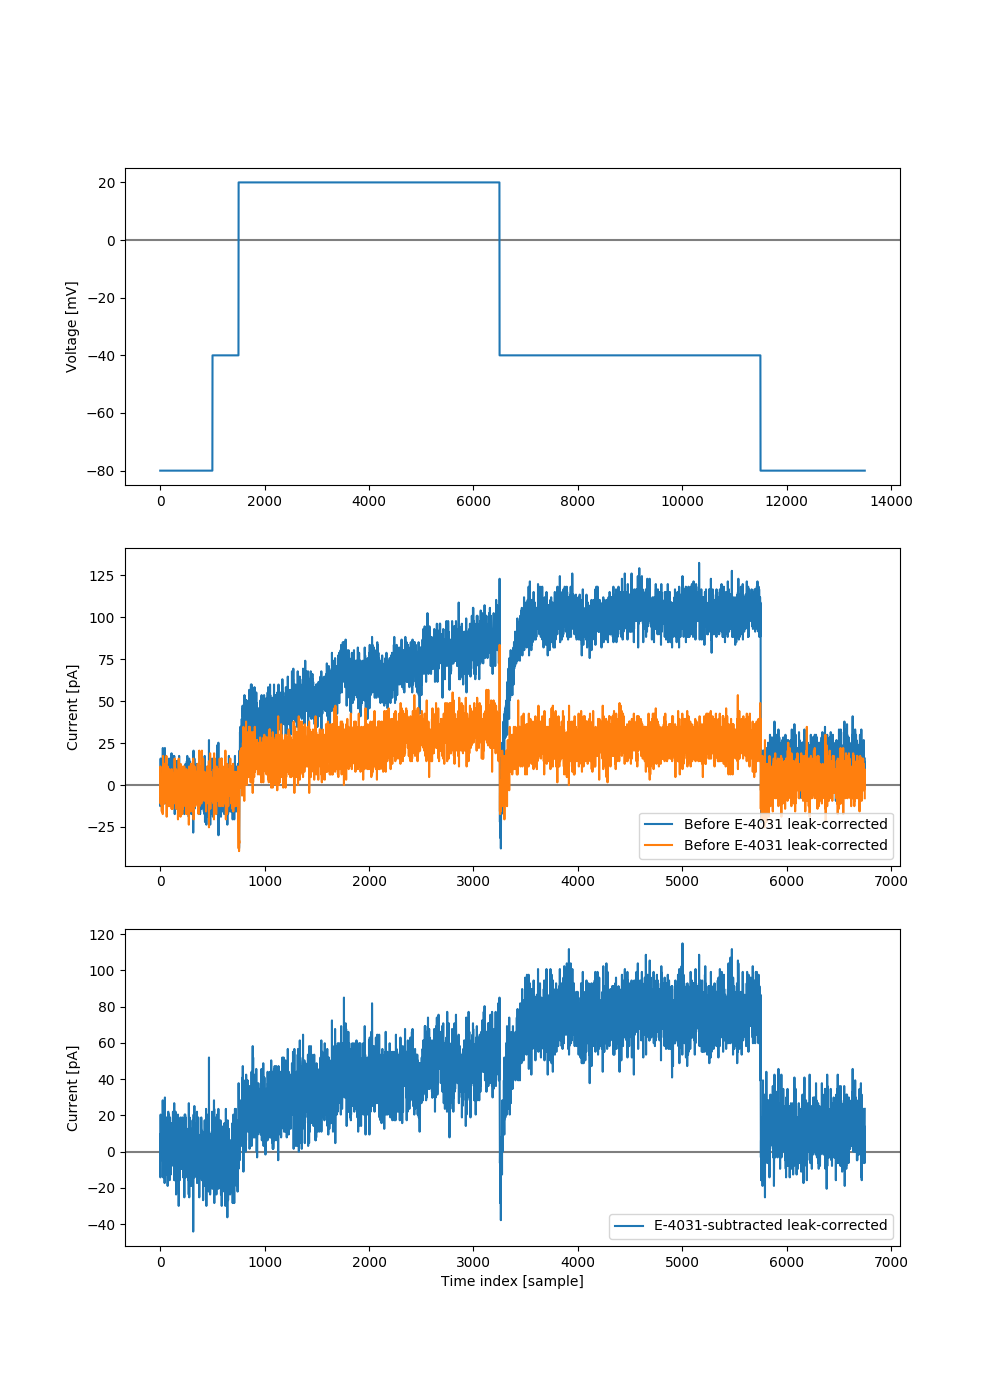 20
0
−20
−40
−60
−80
Voltage [mV]
0 2000 4000 6000 8000 10000 12000 14000
125
100
75
50
25
0
−25
Current [pA]
Before E-4031 leak-corrected
Before E-4031 leak-corrected
0 1000 2000 3000 4000 5000 6000 7000
120
100
80
60
40
20
0
−20
−40
Current [pA]
E-4031-subtracted leak-corrected
0 1000 2000 3000 4000 5000 6000 7000
Time index [sample]